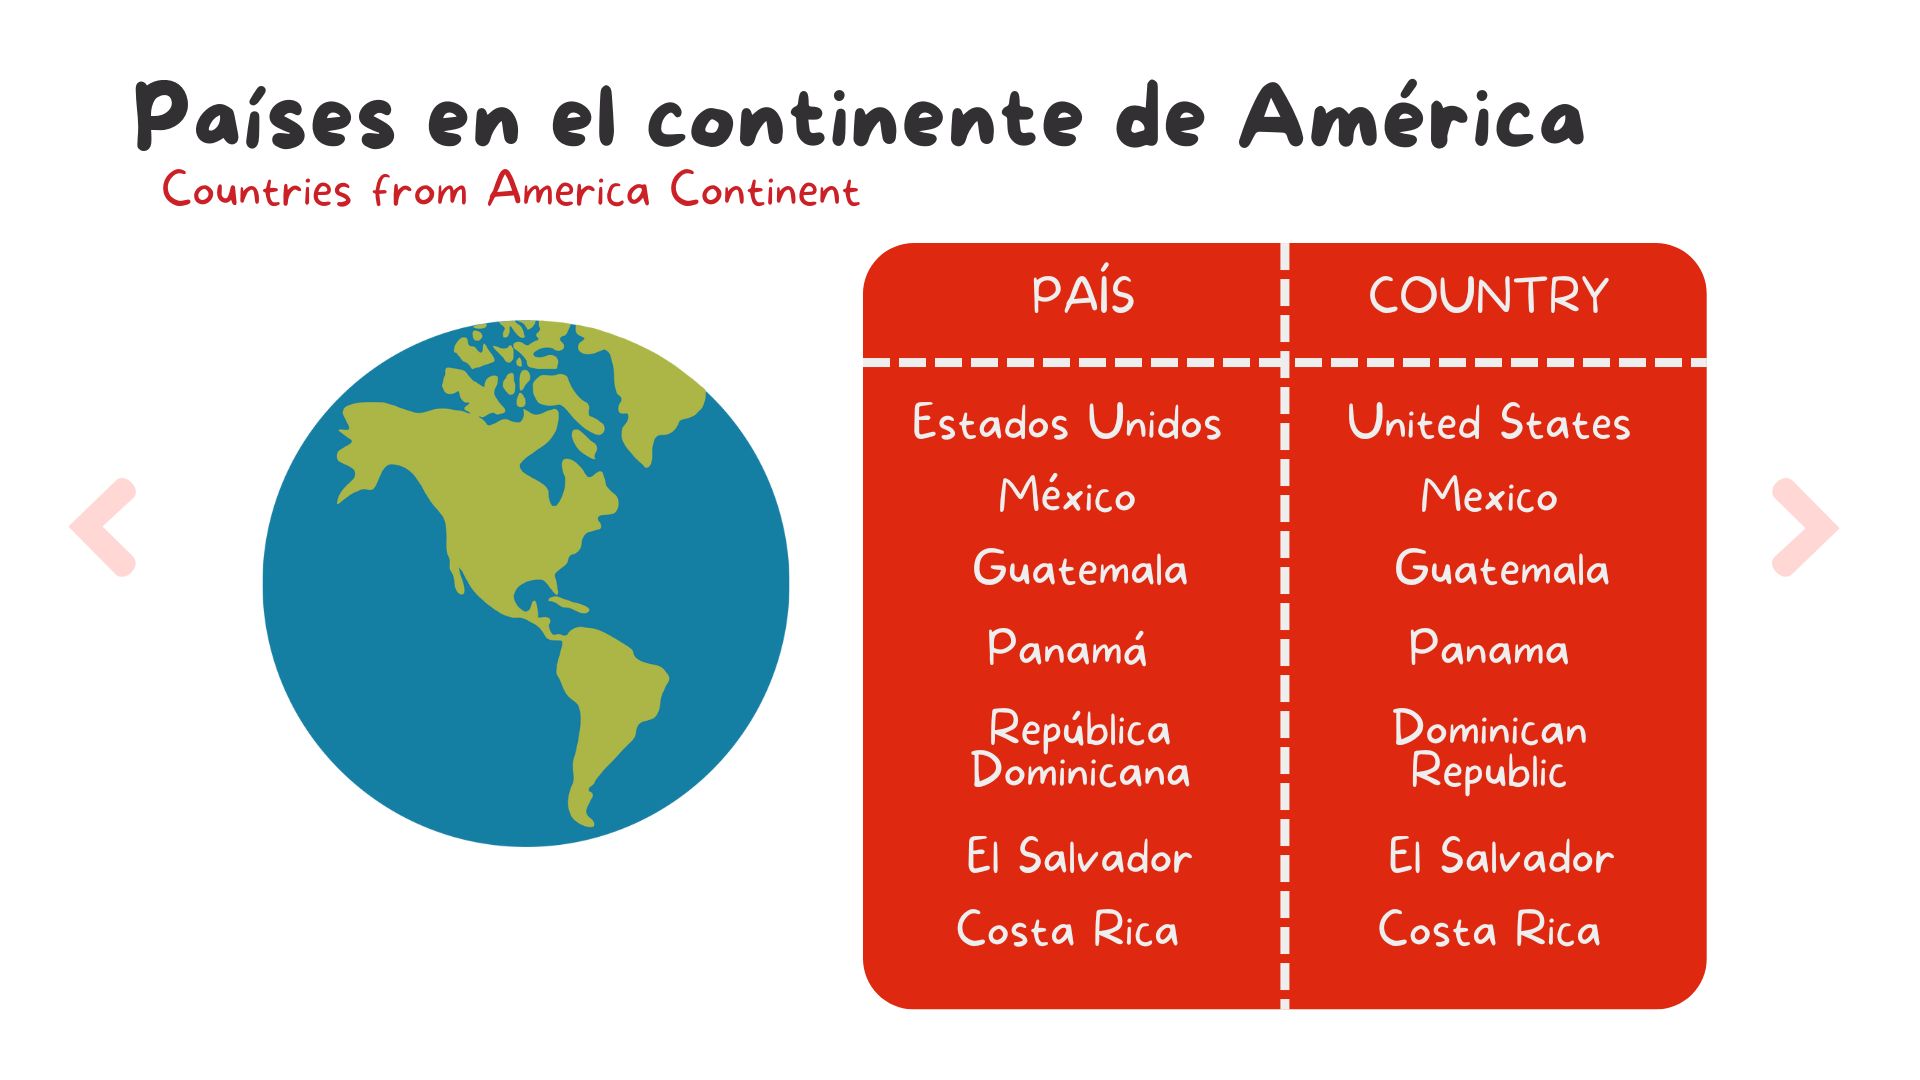 Países en el continente de América
Countries from America Continent
PAÍS COUNTRY
Estados Unidos United States
México Mexico
Guatemala Guatemala
Panamá Panama
República Dominican
Dominicana Republic
El Salvador El Salvador
Costa Rica Costa Rica